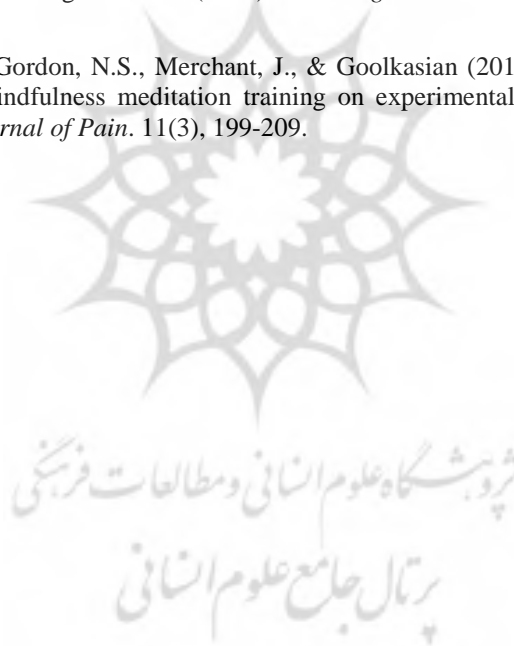 Gordon, N.S., Merchant, J., & Goolkasian (201
indfulness meditation training on experimental
rnal of Pain. 11(3), 199-209.
پژوهشگاه علوم انسانی و مطالعات فرهنگی
پرتال جامع علوم انسانی